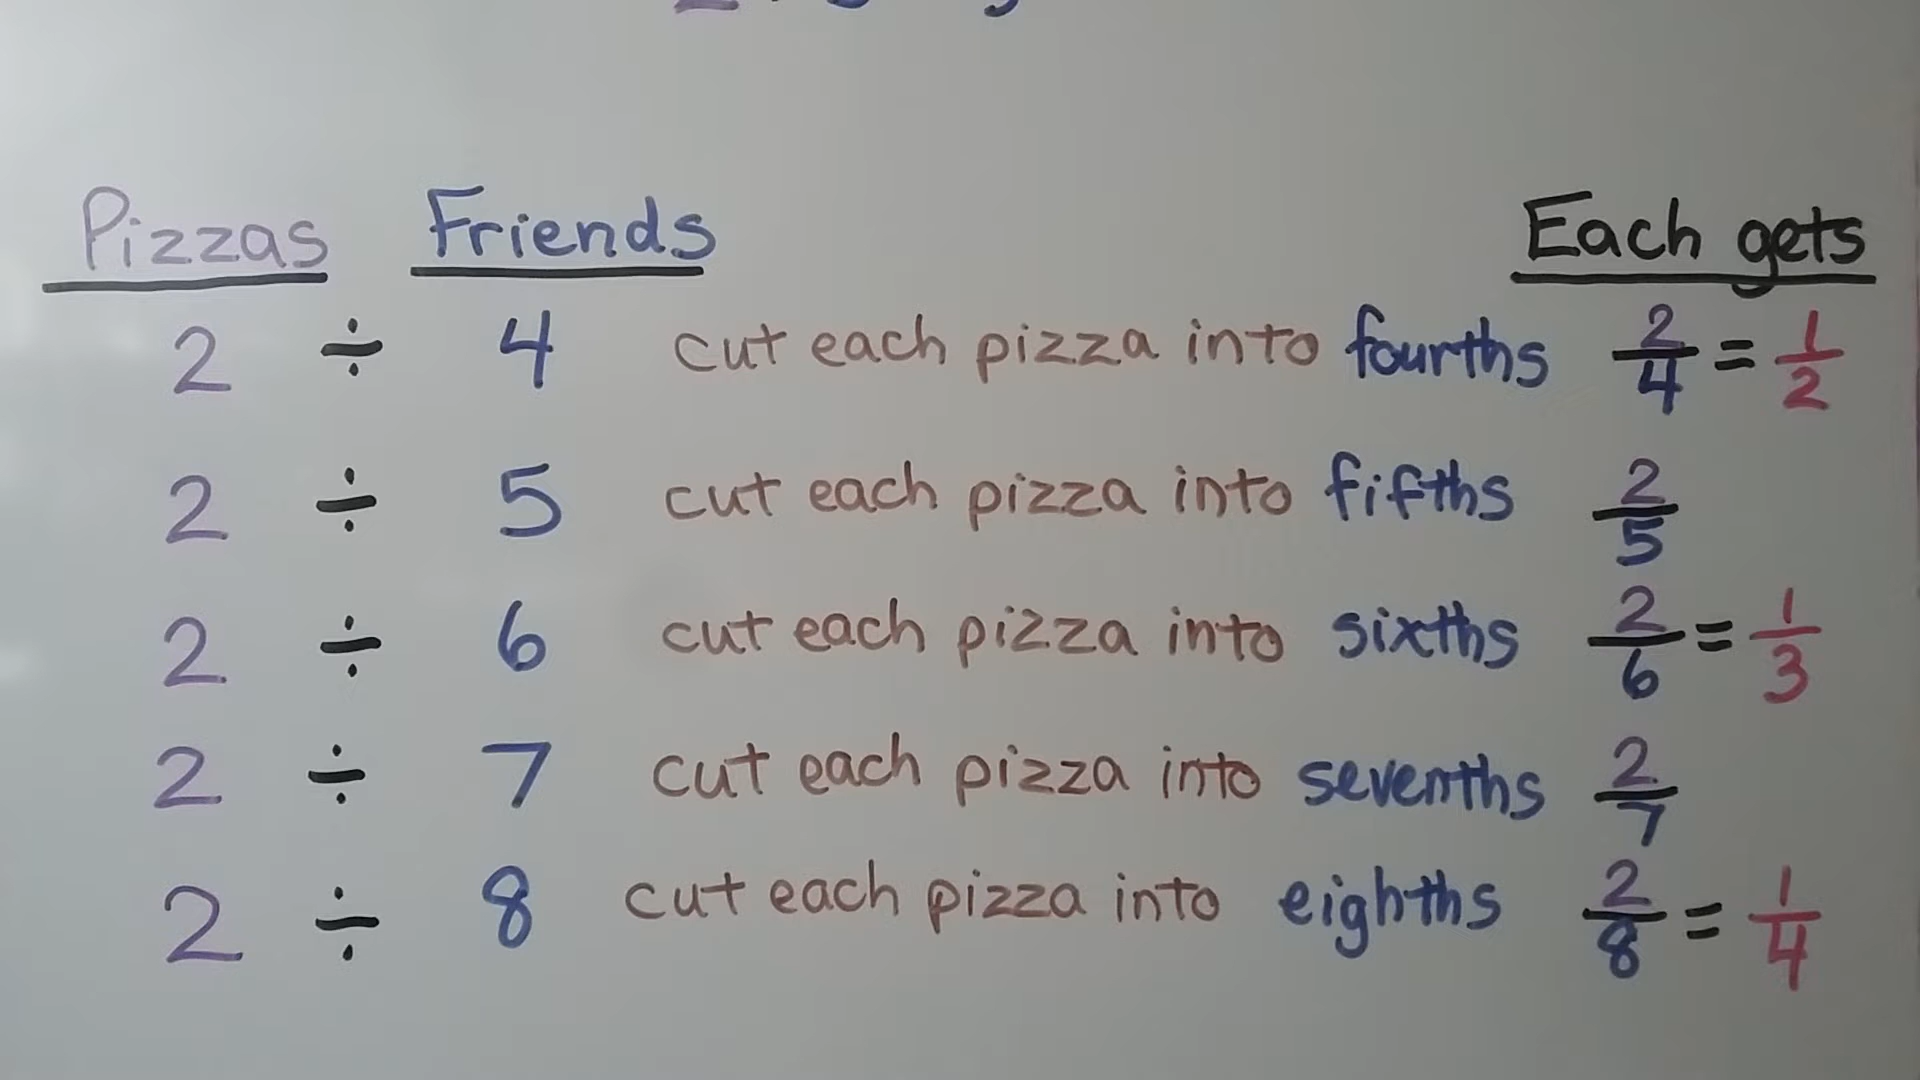 Pizzas Friends Each gets
2 ÷ 4 cut each pizza into fourths 2/4 = 1/2
2 ÷ 5 cut each pizza into fifths 2/5
2 ÷ 6 cut each pizza into sixths 2/6 = 1/3
2 ÷ 7 cut each pizza into sevenths 2/7
2 ÷ 8 cut each pizza into eighths 2/8 = 1/4